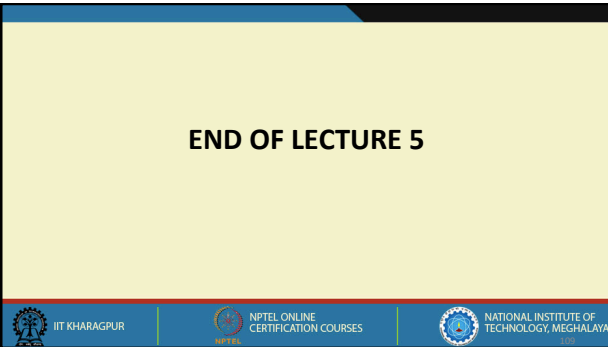 END OF LECTURE 5
IIT KHARAGPUR
NPTEL
NPTEL ONLINE
CERTIFICATION COURSES
NATIONAL INSTITUTE OF
TECHNOLOGY, MEGHALAYA
109